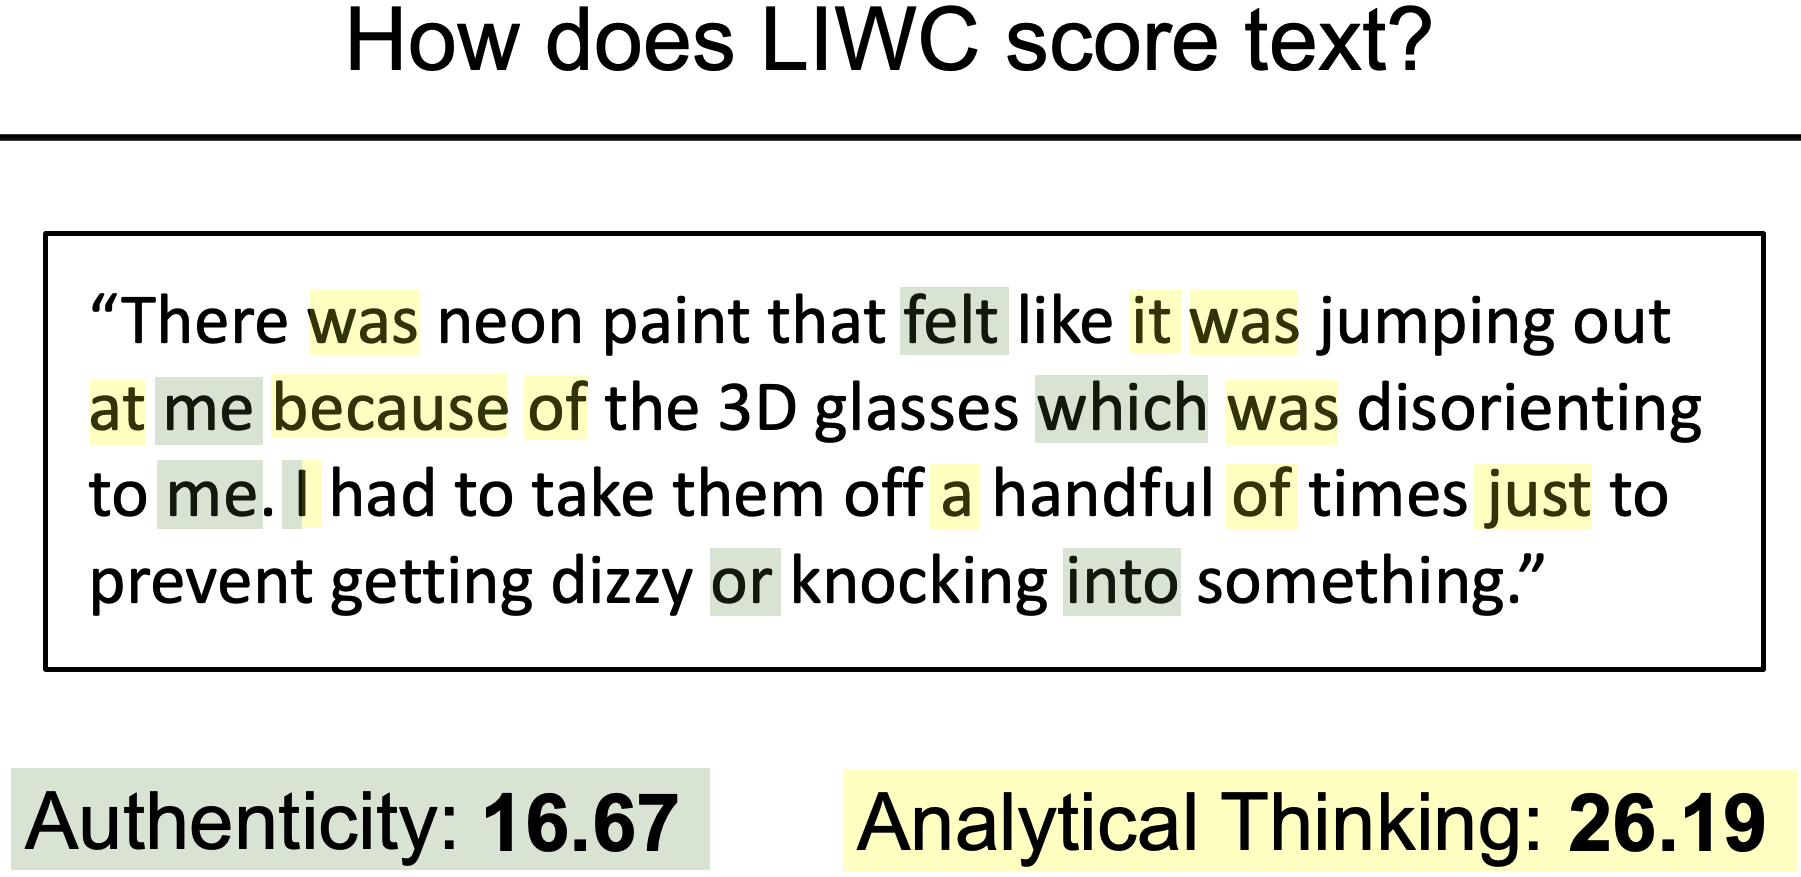 How does LIWC score text?
“There was neon paint that felt like it was jumping out
at me because of the 3D glasses which was disorienting
to me. I had to take them off a handful of times just to
prevent getting dizzy or knocking into something.”
Authenticity: 16.67
Analytical Thinking: 26.19